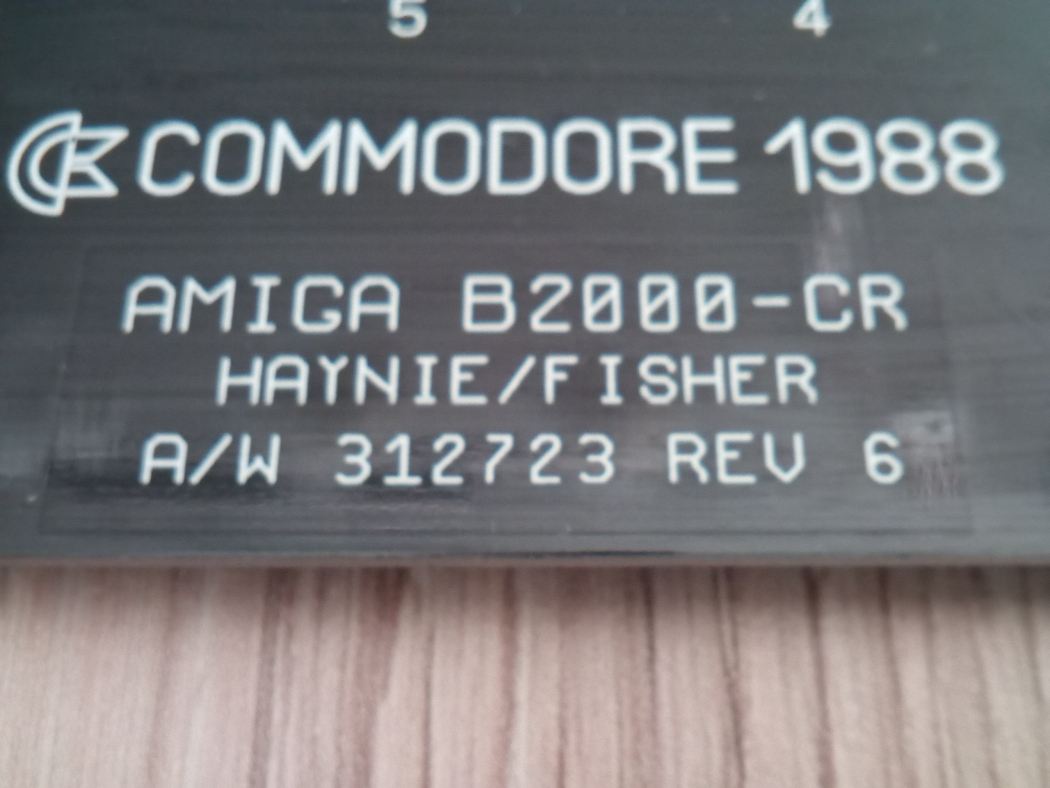 5 4
COMMODORE 1988
AMIGA B2000-CR
HAYNIE/FISHER
A/W 312723 REV 6